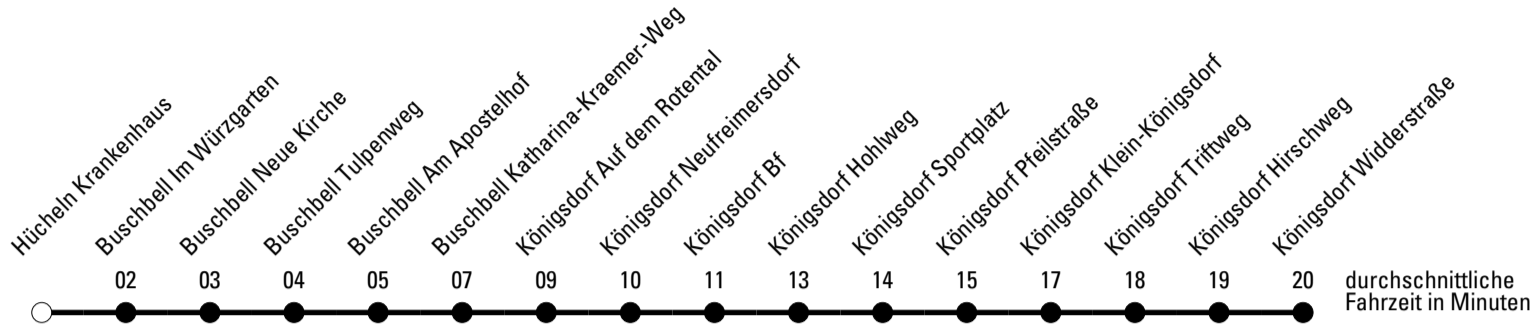 Hücheln Krankenhaus
Buschbell Im Würzgarten
Buschbell Neue Kirche
Buschbell Tulpenweg
Buschbell Am Apostelhof
Buschbell Katharina-Kraemer-Weg
Königsdorf Auf dem Rotental
Königsdorf Neufreimersdorf
Königsdorf Bf
Königsdorf Hohlweg
Königsdorf Sportplatz
Königsdorf Pfeilstraße
Königsdorf Klein-Königsdorf
Königsdorf Triftweg
Königsdorf Hirschweg
Königsdorf Widderstraße
02 03 04 05 07 09 10 11 13 14 15 17 18 19 20
durchschnittliche
Fahrzeit in Minuten